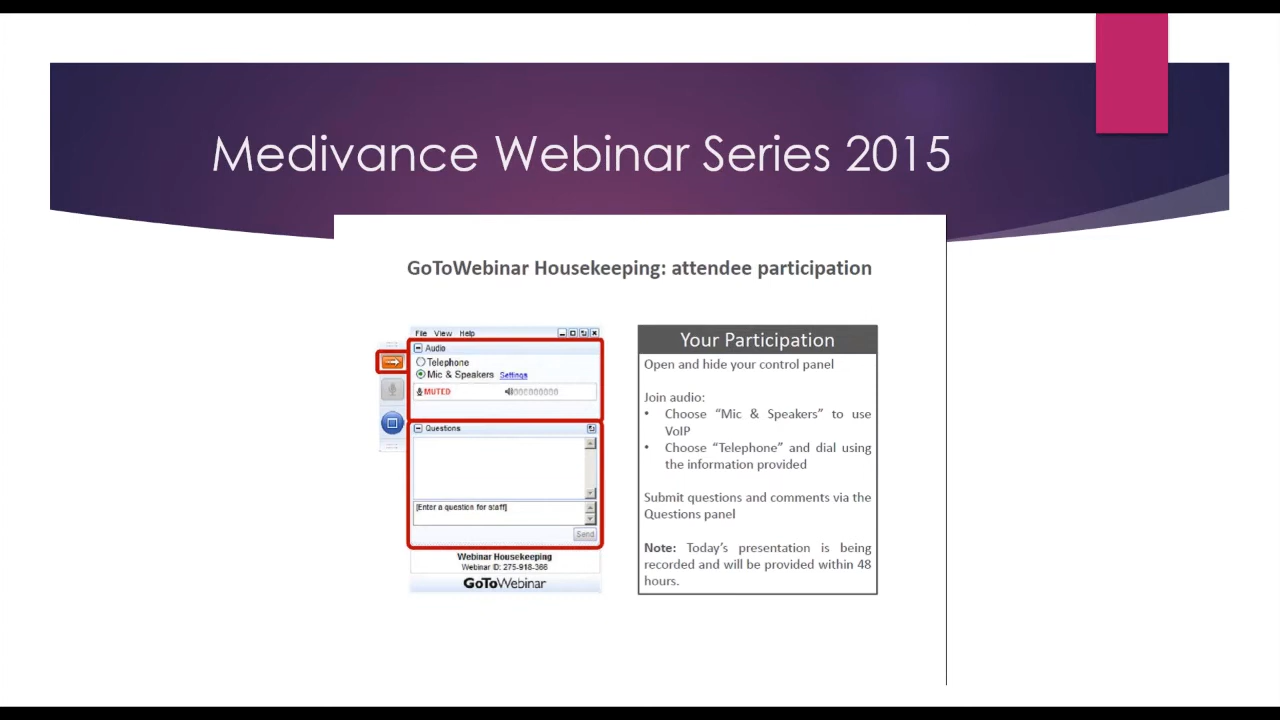 Medivance Webinar Series 2015
GoToWebinar Housekeeping: attendee participation
File View Help
Audio
Telephone
Mic & Speakers Settings
MUTED
Questions
[Enter a question for staff]
Send
Webinar Housekeeping
Webinar ID: 275-918-366
GoToWebinar
Your Participation
Open and hide your control panel
Join audio:
• Choose “Mic & Speakers” to use
VoIP
• Choose “Telephone” and dial using
the information provided
Submit questions and comments via the
Questions panel
Note: Today’s presentation is being
recorded and will be provided within 48
hours.